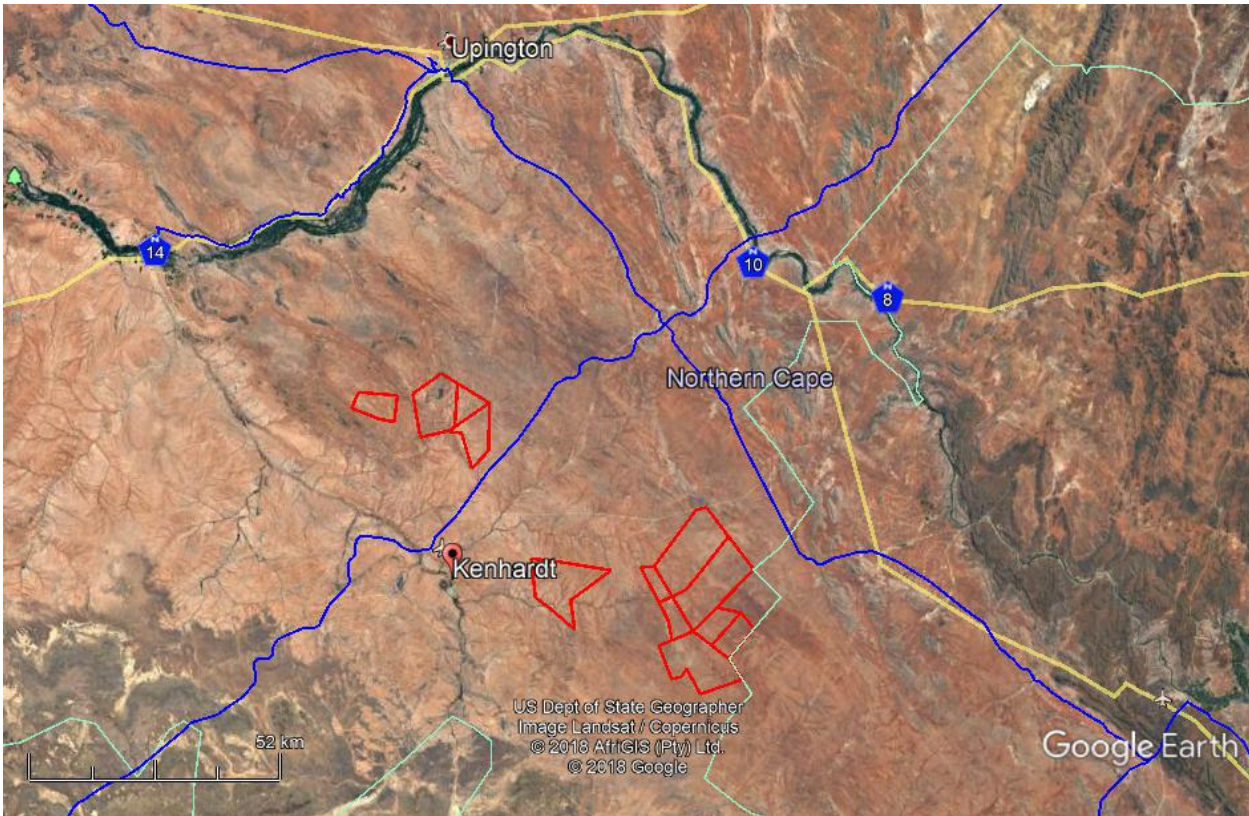 Upington
N
14
N
10
N
8
Northern Cape
Kenhardt
US Dept of State Geographer
Image Landsat / Copernicus
© 2018 AfriGIS (Pty) Ltd.
© 2018 Google
52 km
Google Earth